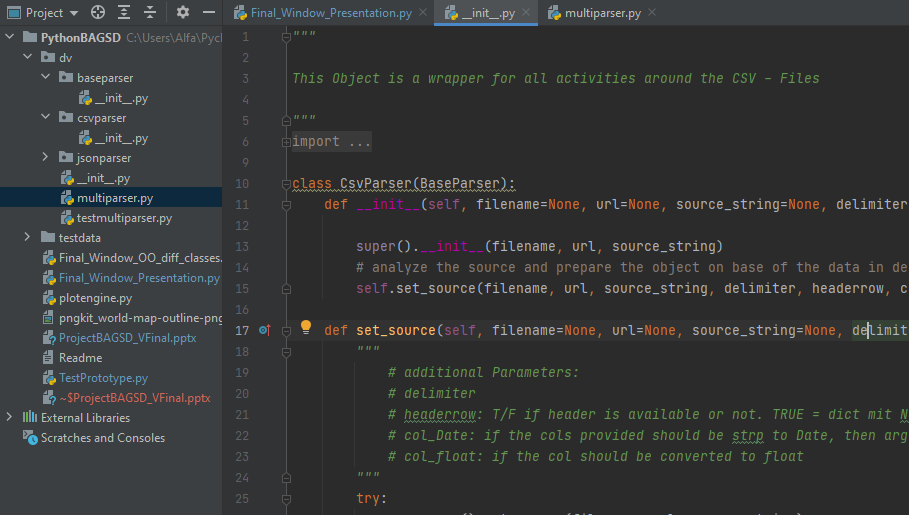 Project
Final_Window_Presentation.py
__init__.py
multiparser.py
PythonBAGSD C:\Users\Alfa\Pycl
dv
baseparser
__init__.py
csvparser
__init__.py
jsonparser
__init__.py
multiparser.py
testmultiparser.py
testdata
Final_Window_OO_diff_classes.
Final_Window_Presentation.py
plotengine.py
pngkit_world-map-outline-png
ProjectBAGSD_VFinal.pptx
Readme
TestPrototype.py
~$ProjectBAGSD_VFinal.pptx
External Libraries
Scratches and Consoles
1 """
2
3 This Object is a wrapper for all activities around the CSV - Files
4
5 """
6 import ...
9
10 class CsvParser(BaseParser):
11 def __init__(self, filename=None, url=None, source_string=None, delimiter
12
13 super().__init__(filename, url, source_string)
14 # analyze the source and prepare the object on base of the data in de
15 self.set_source(filename, url, source_string, delimiter, headerrow, c
16
17 def set_source(self, filename=None, url=None, source_string=None, delimit
18 """
19 # additional Parameters:
20 # delimiter
21 # headerrow: T/F if header is available or not. TRUE = dict mit N
22 # col_Date: if the cols provided should be strp to Date, then arg
23 # col_float: if the col should be converted to float
24 """
25 try: